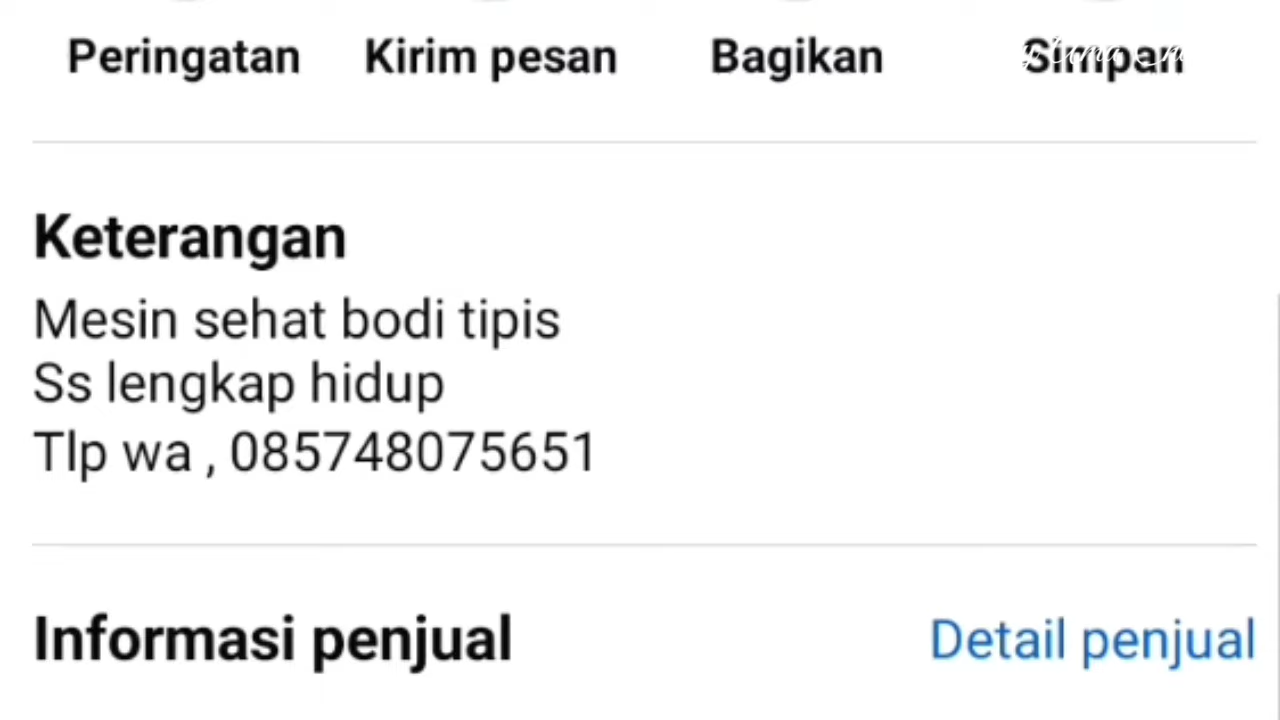 Peringatan Kirim pesan Bagikan Simpan
Keterangan
Mesin sehat bodi tipis
Ss lengkap hidup
Tlp wa , 085748075651
Informasi penjual Detail penjual